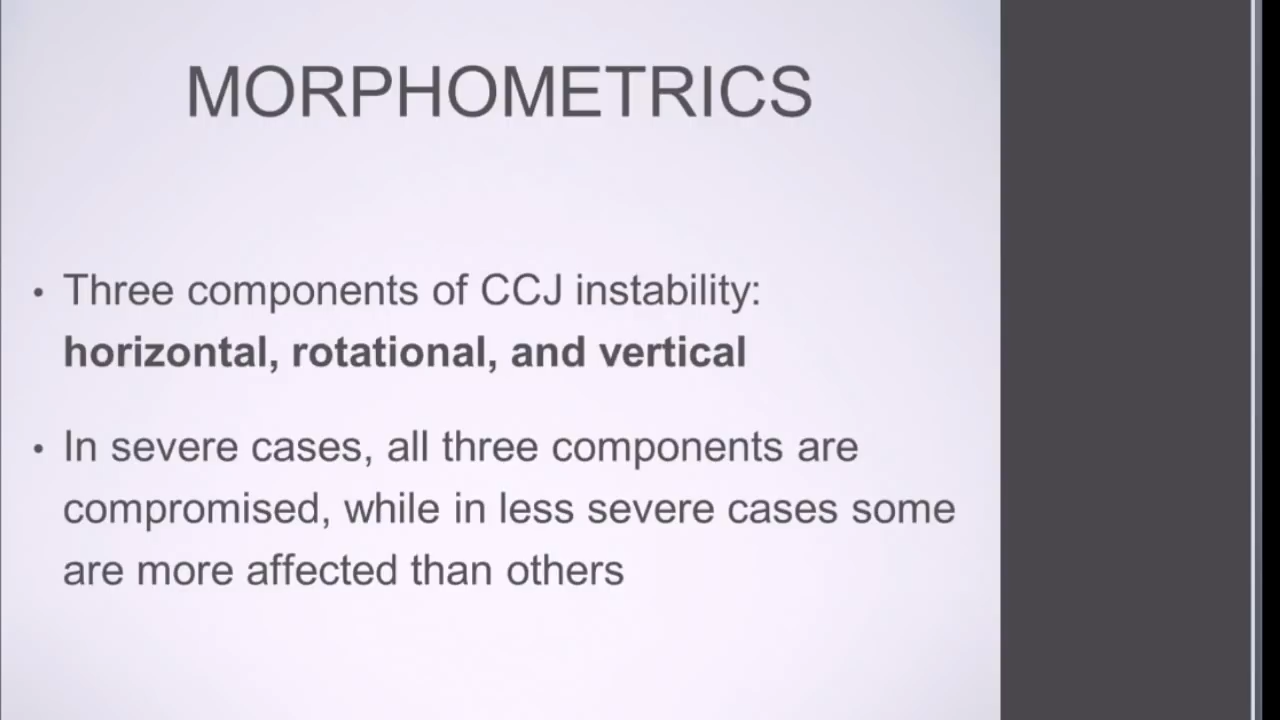 MORPHOMETRICS
• Three components of CCJ instability:
horizontal, rotational, and vertical
• In severe cases, all three components are
compromised, while in less severe cases some
are more affected than others